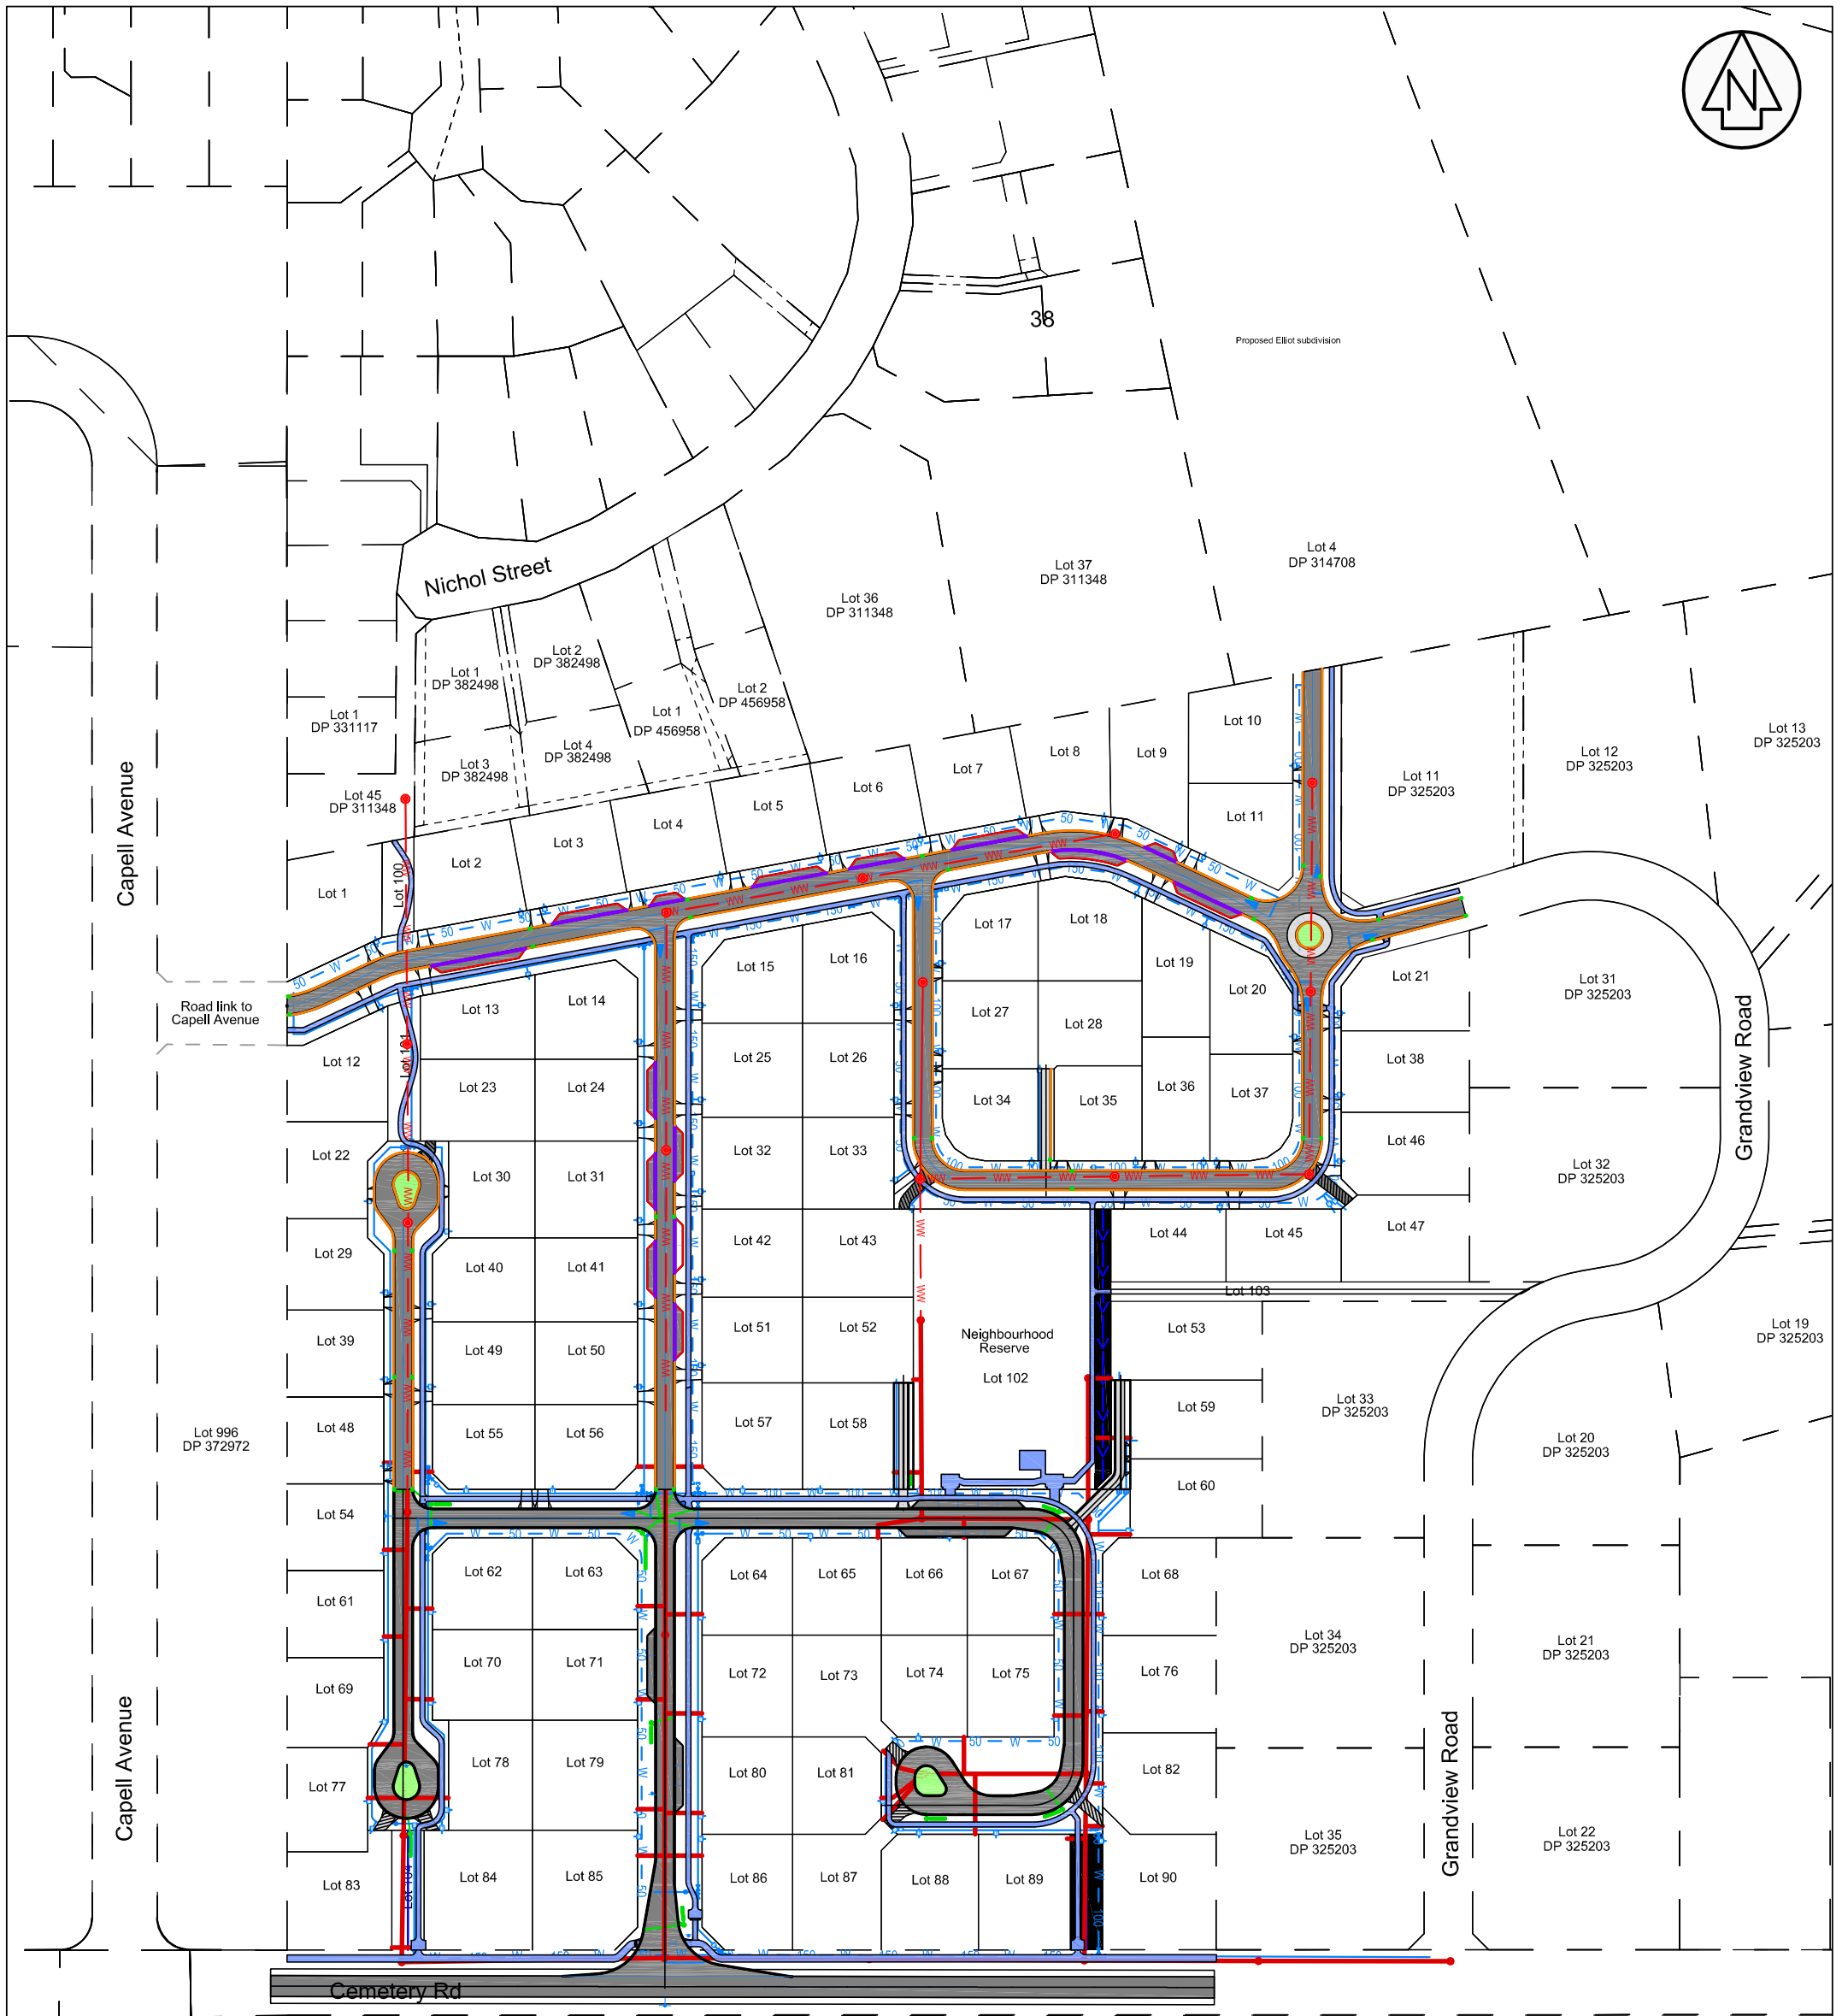 N
38
Proposed Elliot subdivision
Nichol Street
Lot 4
DP 314708
Lot 37
DP 311348
Lot 36
DP 311348
Lot 1
DP 382498
Lot 2
DP 382498
Lot 1
DP 331117
Lot 3
DP 382498
Lot 4
DP 382498
Lot 1
DP 456958
Lot 2
DP 456958
Lot 45
DP 311348
Lot 13
DP 325203
Lot 12
DP 325203
Lot 11
DP 325203
Capell Avenue
Lot 10
Lot 9
Lot 8
Lot 7
Lot 6
Lot 5
Lot 4
Lot 3
Lot 2
Lot 1
Lot 100
Lot 11
Road link to
Capell Avenue
Lot 12
Lot 101
Lot 13
Lot 14
Lot 15
Lot 16
Lot 17
Lot 18
Lot 19
Lot 20
Lot 21
Lot 31
DP 325203
Grandview Road
Lot 22
Lot 23
Lot 24
Lot 25
Lot 26
Lot 27
Lot 28
Lot 38
Lot 34
Lot 35
Lot 36
Lot 37
Lot 46
Lot 32
DP 325203
Lot 29
Lot 30
Lot 31
Lot 32
Lot 33
Lot 47
Lot 39
Lot 40
Lot 41
Lot 42
Lot 43
Lot 44
Lot 45
Lot 103
Neighbourhood
Reserve
Lot 102
Lot 48
Lot 49
Lot 50
Lot 51
Lot 52
Lot 53
Lot 19
DP 325203
Lot 996
DP 372972
Lot 54
Lot 55
Lot 56
Lot 57
Lot 58
Lot 59
Lot 33
DP 325203
Lot 20
DP 325203
Lot 60
Lot 61
Lot 62
Lot 63
Lot 64
Lot 65
Lot 66
Lot 67
Lot 68
Lot 69
Lot 70
Lot 71
Lot 72
Lot 73
Lot 74
Lot 75
Lot 76
Lot 34
DP 325203
Lot 21
DP 325203
Capell Avenue
Grandview Road
Lot 77
Lot 78
Lot 79
Lot 80
Lot 81
Lot 82
Lot 83
Lot 104
Lot 84
Lot 85
Lot 86
Lot 87
Lot 88
Lot 89
Lot 90
Lot 35
DP 325203
Lot 22
DP 325203
Cemetery Rd